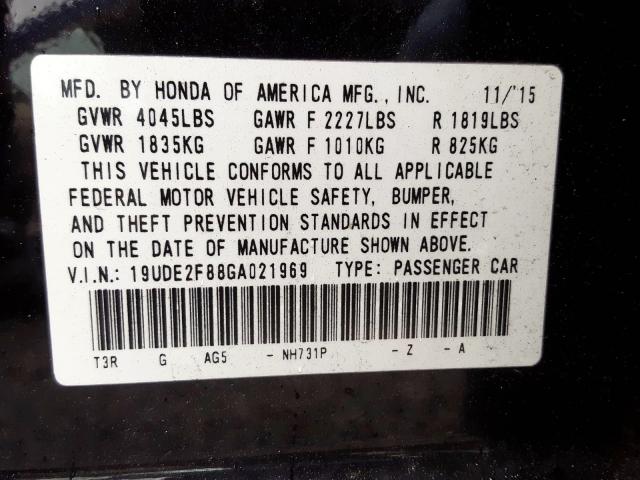 MFD. BY HONDA OF AMERICA MFG., INC. 11/'15
GVWR 4045LBS GAWR F 2227LBS R 1819LBS
GVWR 1835KG GAWR F 1010KG R 825KG
THIS VEHICLE CONFORMS TO ALL APPLICABLE
FEDERAL MOTOR VEHICLE SAFETY, BUMPER,
AND THEFT PREVENTION STANDARDS IN EFFECT
ON THE DATE OF MANUFACTURE SHOWN ABOVE.
V.I.N.: 19UDE2F88GA021969 TYPE: PASSENGER CAR
T3R G AG5 - NH731P - Z - A